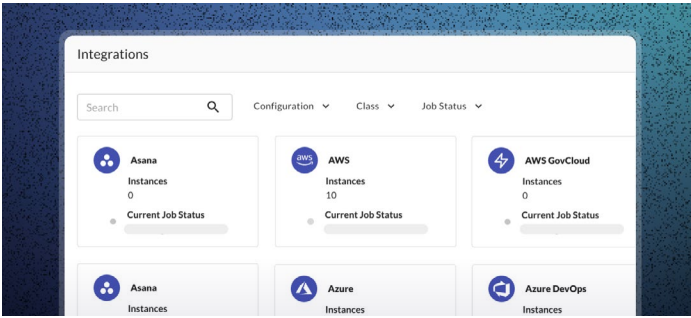 Integrations
Search Configuration Class Job Status
Asana aws AWS AWS GovCloud
Instances Instances Instances
0 10 0
Current Job Status Current Job Status Current Job Status
Asana Azure Azure DevOps
Instances Instances Instances